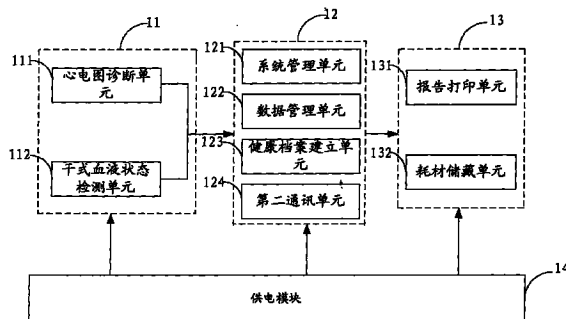 11
111
心电图诊断单
元
112
干式血液状态
检测单元
12
121
系统管理单元
122
数据管理单元
123
健康档案建立单
元
124
第二通讯单元
13
131
报告打印单元
132
耗材储藏单元
供电模块
14